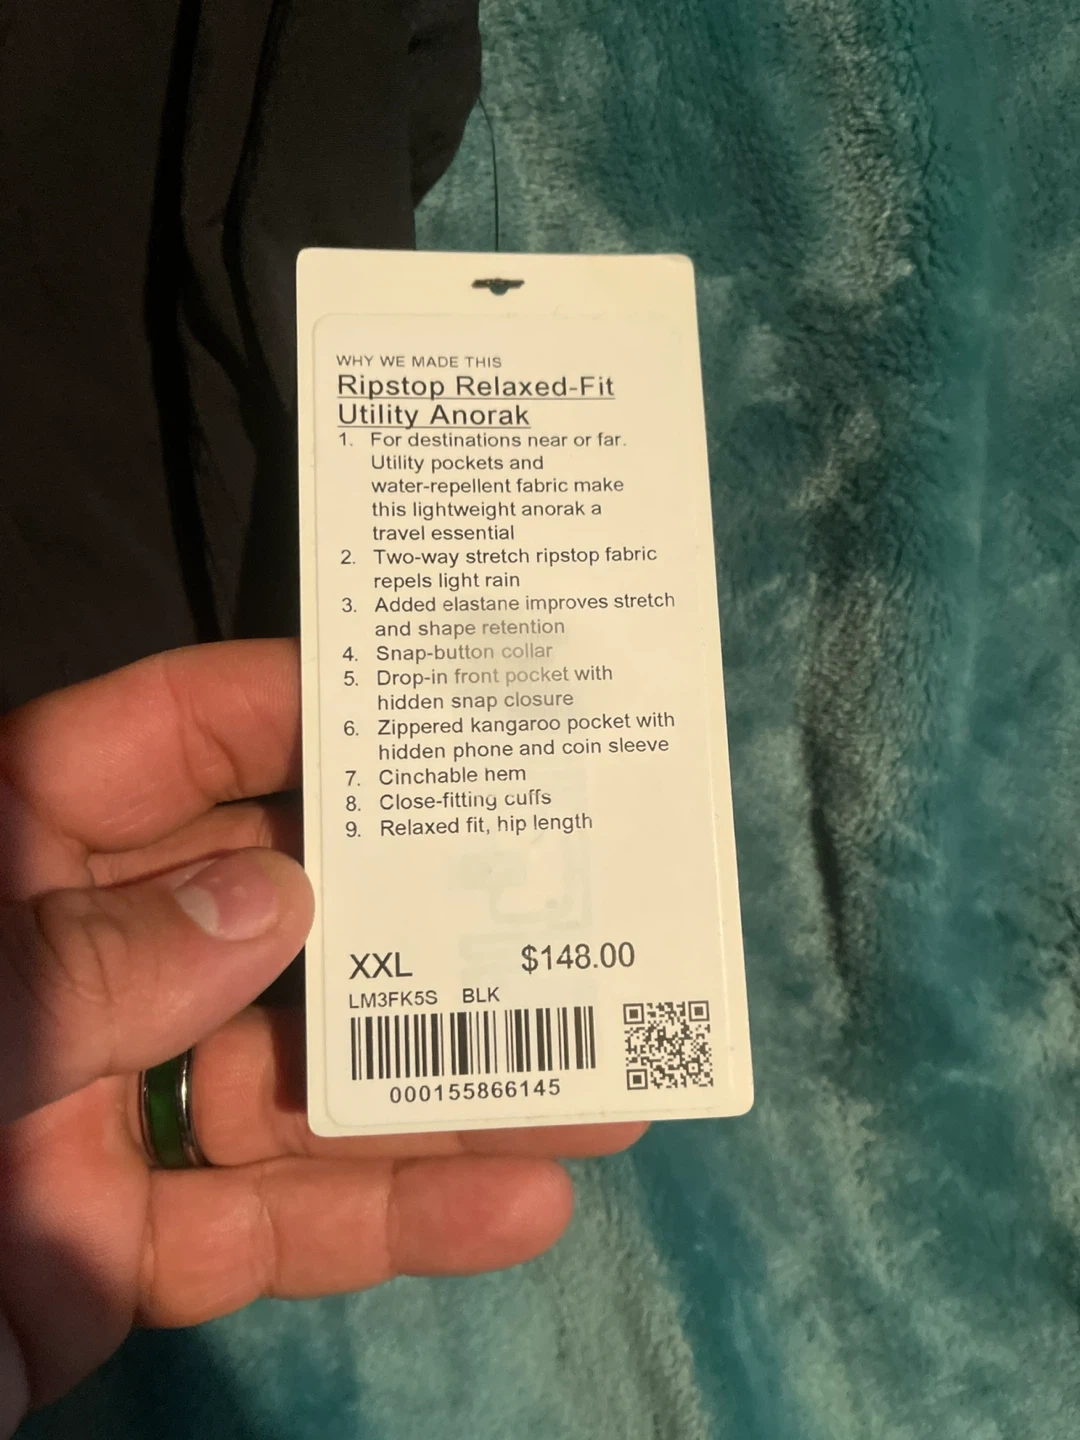 WHY WE MADE THIS
Ripstop Relaxed-Fit
Utility Anorak
1. For destinations near or far.
Utility pockets and
water-repellent fabric make
this lightweight anorak a
travel essential
2. Two-way stretch ripstop fabric
repels light rain
3. Added elastane improves stretch
and shape retention
4. Snap-button collar
5. Drop-in front pocket with
hidden snap closure
6. Zippered kangaroo pocket with
hidden phone and coin sleeve
7. Cinchable hem
8. Close-fitting cuffs
9. Relaxed fit, hip length
XXL $148.00
LM3FK5S BLK
000155866145